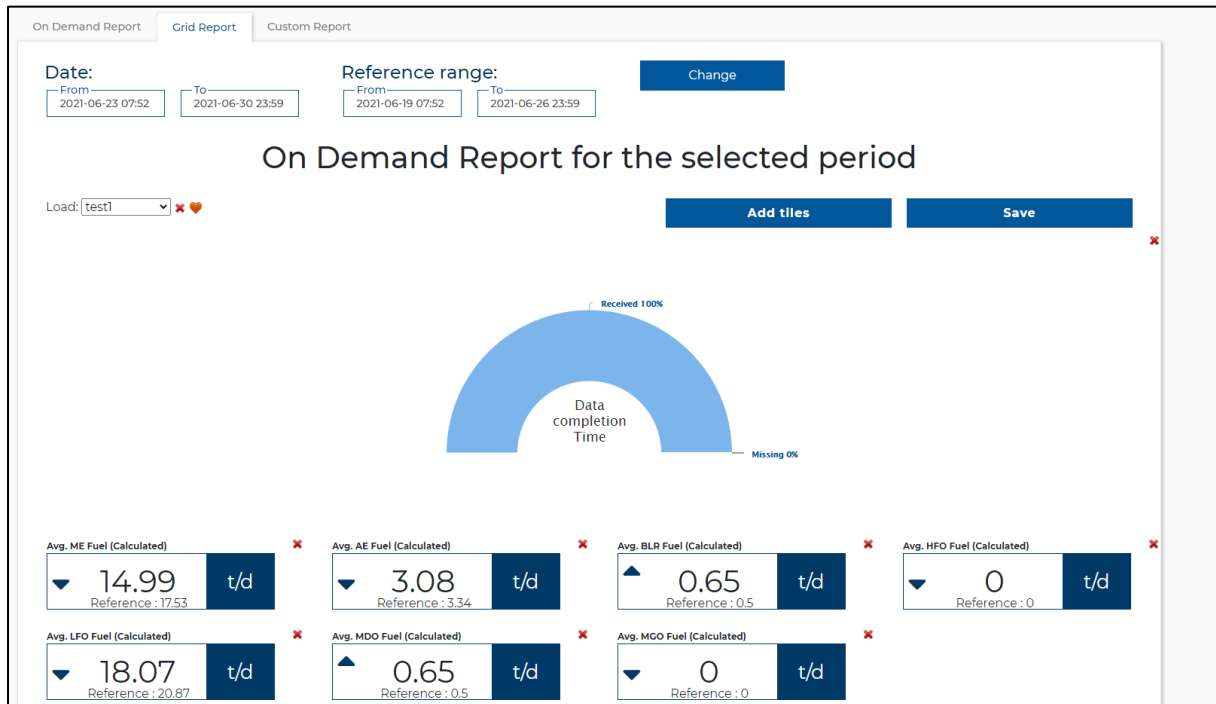 On Demand Report Grid Report Custom Report
Date: Reference range: Change
From To From To
2021-06-23 07:52 2021-06-30 23:59 2021-06-19 07:52 2021-06-26 23:59
On Demand Report for the selected period
Load: test1 Add tiles Save
Received 100%
Data
completion
Time
Missing 0%
Avg. ME Fuel (Calculated) Avg. AE Fuel (Calculated) Avg. BLR Fuel (Calculated) Avg. HFO Fuel (Calculated)
14.99 t/d 3.08 t/d 0.65 t/d 0 t/d
Reference : 17.53 Reference : 3.34 Reference : 0.5 Reference : 0
Avg. LFO Fuel (Calculated) Avg. MDO Fuel (Calculated) Avg. MGO Fuel (Calculated)
18.07 t/d 0.65 t/d 0 t/d
Reference : 20.87 Reference : 0.5 Reference : 0